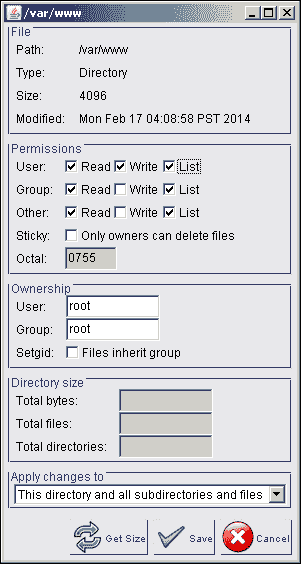 /var/www
File
Path: /var/www
Type: Directory
Size: 4096
Modified: Mon Feb 17 04:08:58 PST 2014
Permissions
User: Read Write List
Group: Read Write List
Other: Read Write List
Sticky: Only owners can delete files
Octal: 0755
Ownership
User: root
Group: root
Setgid: Files inherit group
Directory size
Total bytes:
Total files:
Total directories:
Apply changes to
This directory and all subdirectories and files
Get Size Save Cancel